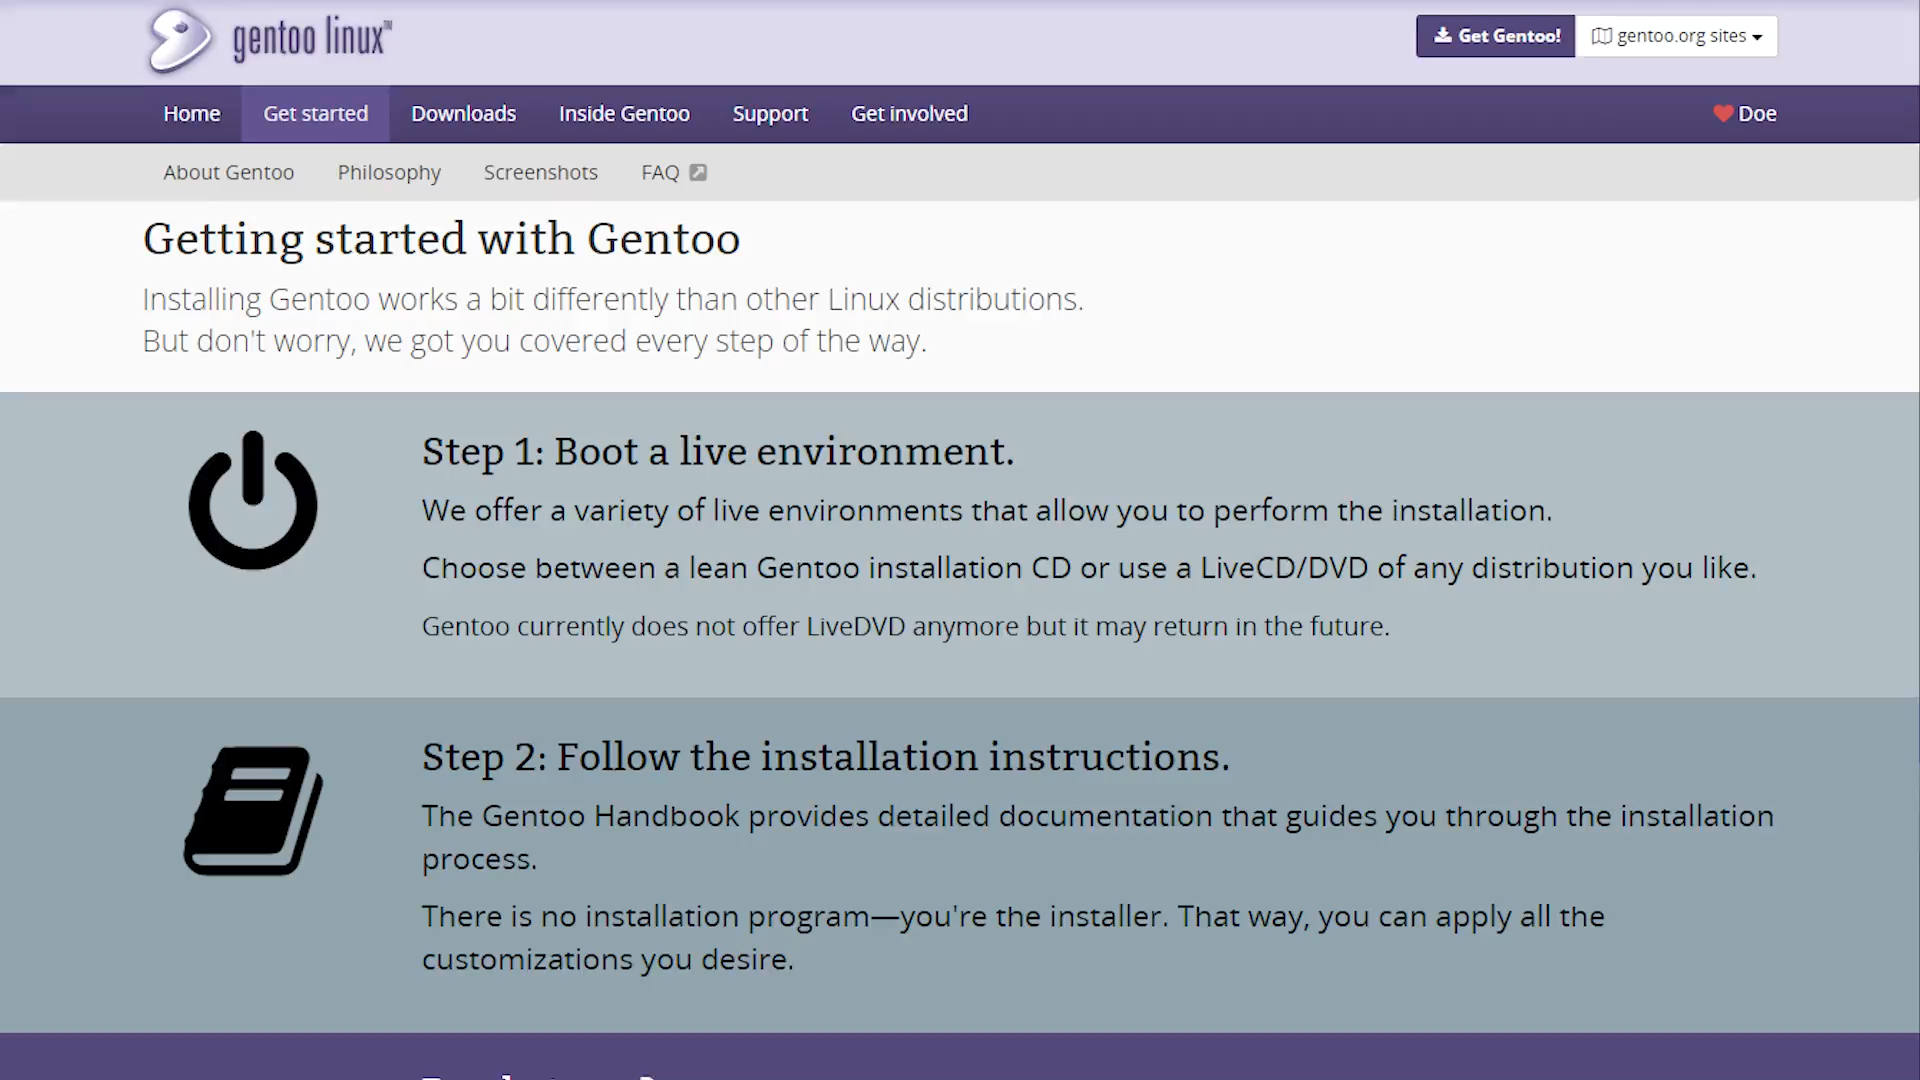 gentoo linux™
Get Gentoo!
gentoo.org sites
Home
Get started
Downloads
Inside Gentoo
Support
Get involved
Doe
About Gentoo
Philosophy
Screenshots
FAQ
Getting started with Gentoo
Installing Gentoo works a bit differently than other Linux distributions.
But don't worry, we got you covered every step of the way.
Step 1: Boot a live environment.
We offer a variety of live environments that allow you to perform the installation.
Choose between a lean Gentoo installation CD or use a LiveCD/DVD of any distribution you like.
Gentoo currently does not offer LiveDVD anymore but it may return in the future.
Step 2: Follow the installation instructions.
The Gentoo Handbook provides detailed documentation that guides you through the installation
process.
There is no installation program—you're the installer. That way, you can apply all the
customizations you desire.